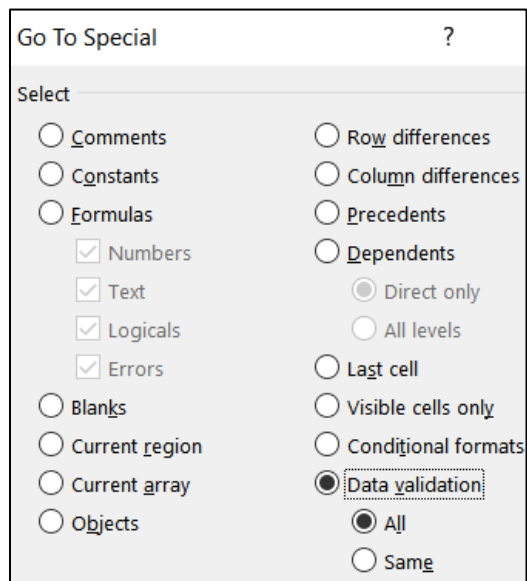 Go To Special ?
Select
Comments
Constants
Formulas
Numbers
Text
Logicals
Errors
Blanks
Current region
Current array
Objects
Row differences
Column differences
Precedents
Dependents
Direct only
All levels
Last cell
Visible cells only
Conditional formats
Data validation
All
Same